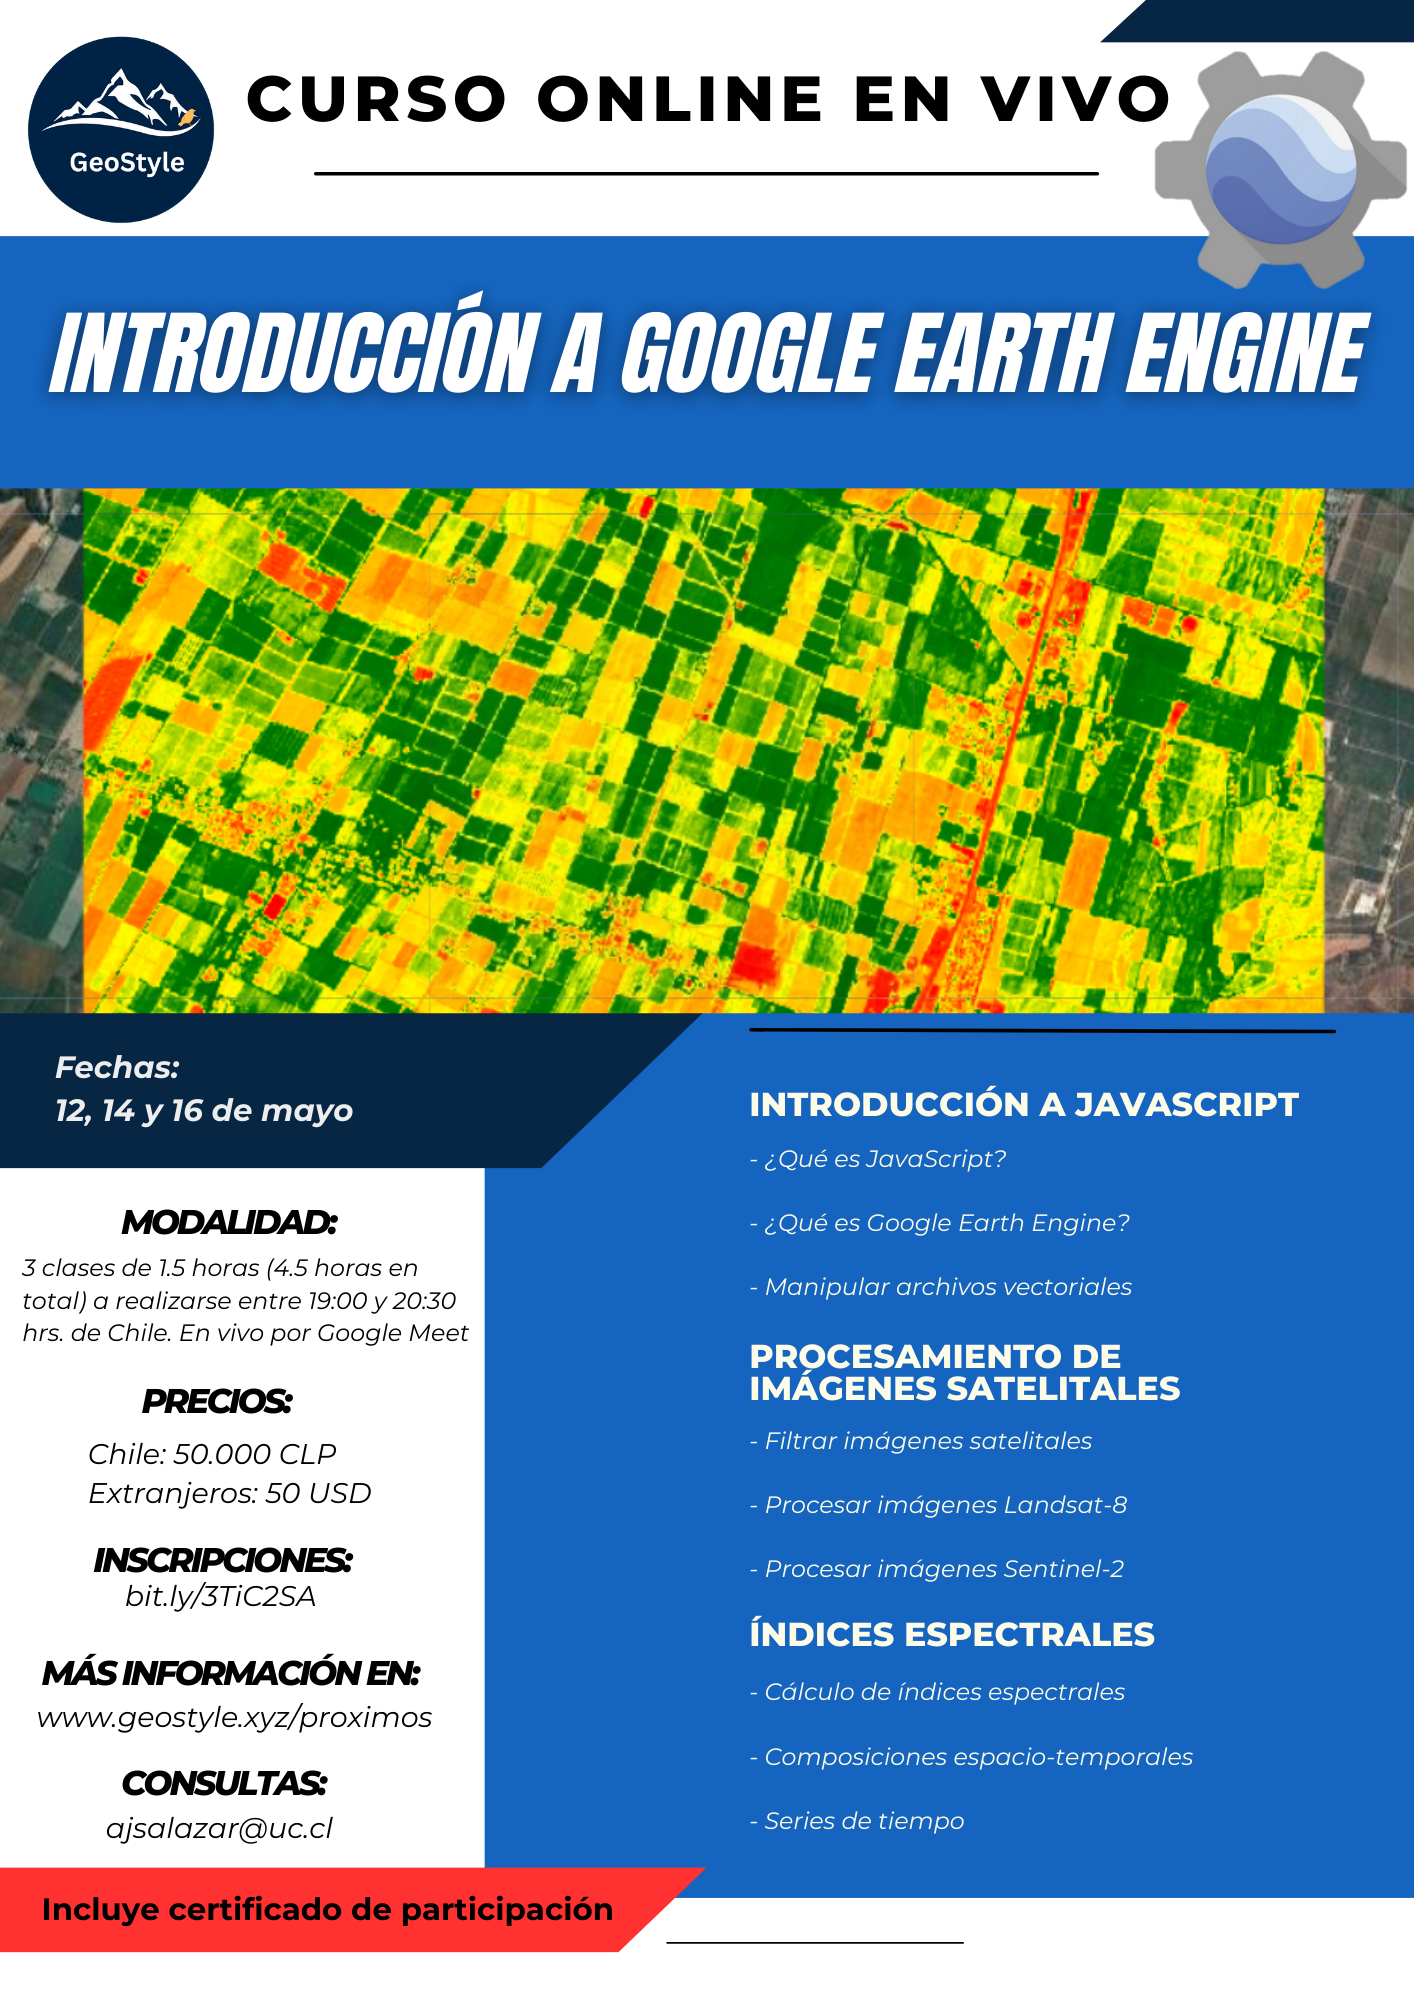 GeoStyle
CURSO ONLINE EN VIVO
INTRODUCCIÓN A GOOGLE EARTH ENGINE
Fechas:
12, 14 y 16 de mayo
MODALIDAD:
3 clases de 1.5 horas (4.5 horas en
total) a realizarse entre 19:00 y 20:30
hrs. de Chile. En vivo por Google Meet
PRECIOS:
Chile: 50.000 CLP
Extranjeros: 50 USD
INSCRIPCIONES:
bit.ly/3TiC2SA
MÁS INFORMACIÓN EN:
www.geostyle.xyz/proximos
CONSULTAS:
ajsalazar@uc.cl
Incluye certificado de participación
INTRODUCCIÓN A JAVASCRIPT
- ¿Qué es JavaScript?
- ¿Qué es Google Earth Engine?
- Manipular archivos vectoriales
PROCESAMIENTO DE
IMÁGENES SATELITALES
- Filtrar imágenes satelitales
- Procesar imágenes Landsat-8
- Procesar imágenes Sentinel-2
ÍNDICES ESPECTRALES
- Cálculo de índices espectrales
- Composiciones espacio-temporales
- Series de tiempo